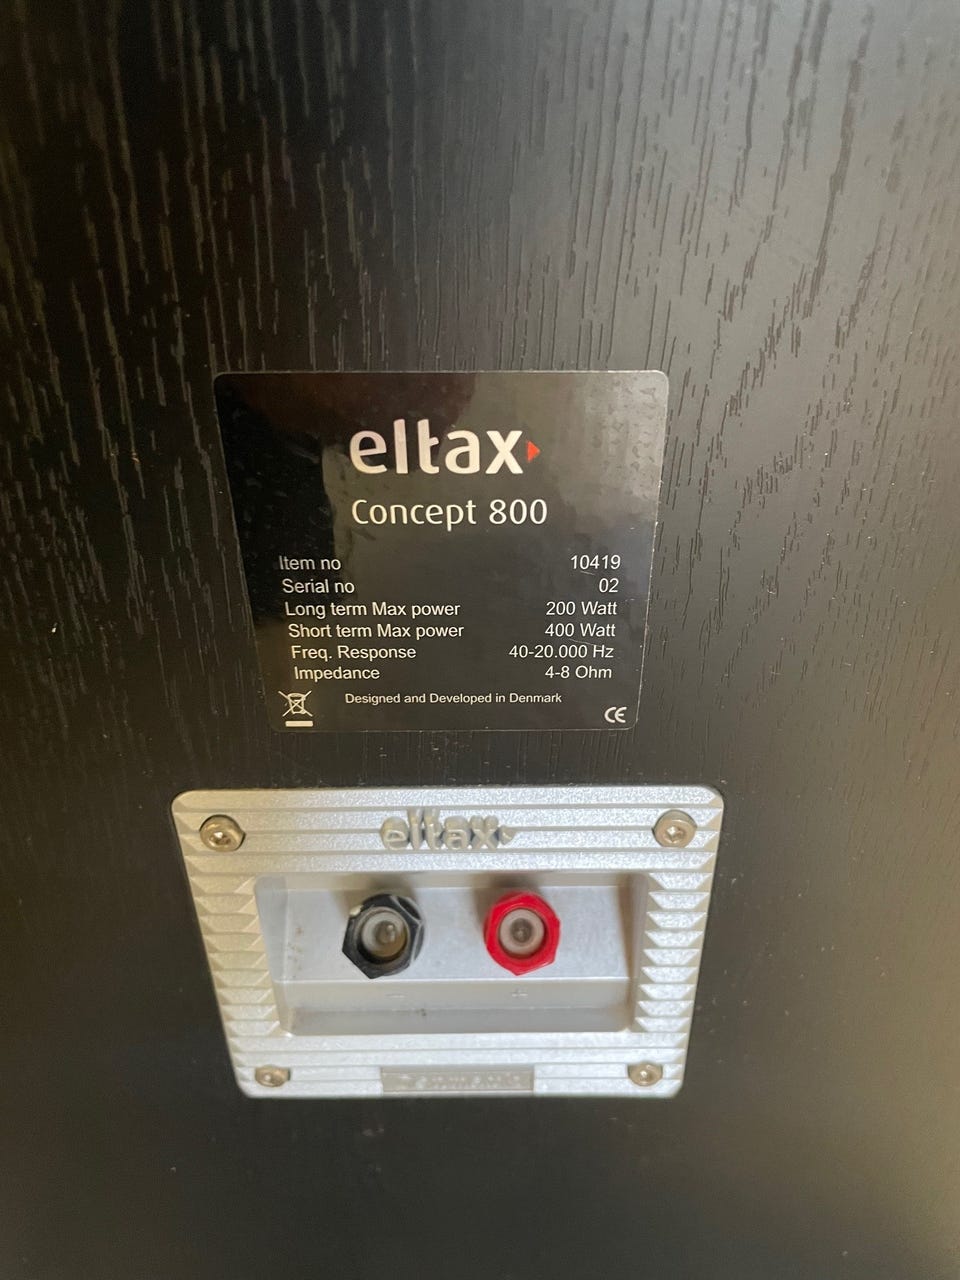 eltax
Concept 800
Item no 10419
Serial no 02
Long term Max power 200 Watt
Short term Max power 400 Watt
Freq. Response 40-20.000 Hz
Impedance 4-8 Ohm
Designed and Developed in Denmark
CE
eltax
- +
Denmark